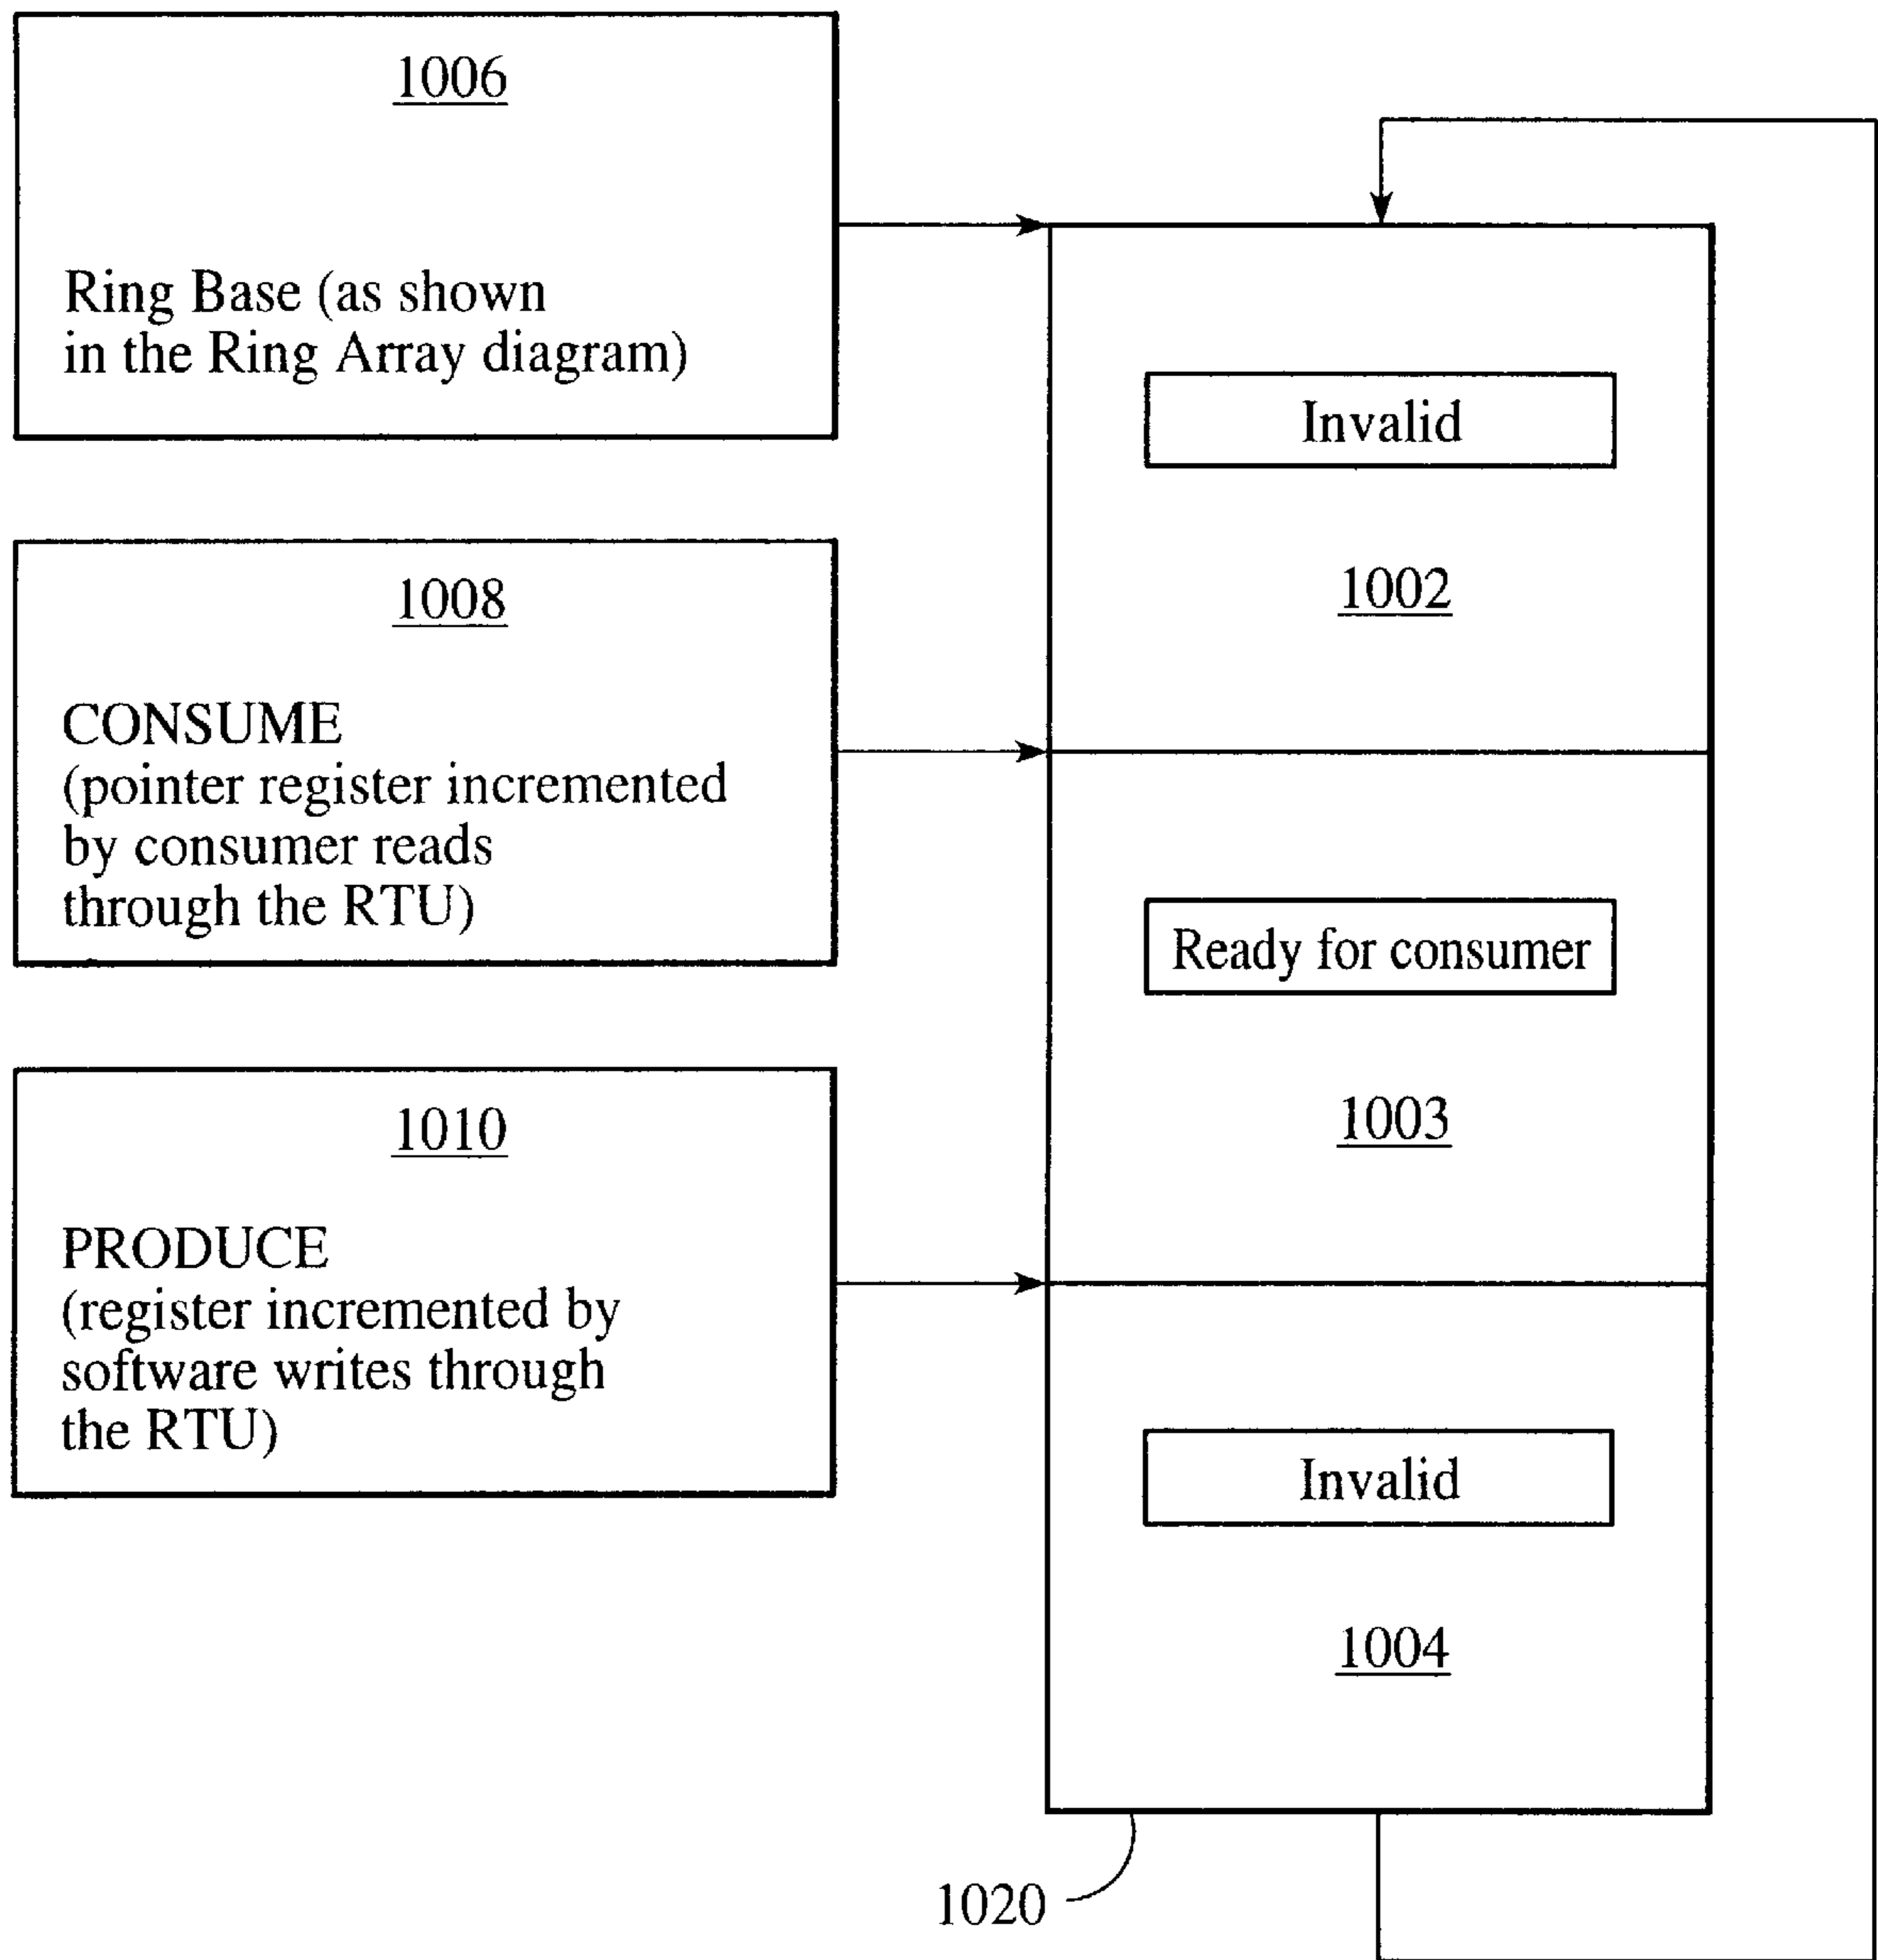 1006
Ring Base (as shown
in the Ring Array diagram)
1008
CONSUME
(pointer register incremented
by consumer reads
through the RTU)
1010
PRODUCE
(register incremented by
software writes through
the RTU)
Invalid
1002
Ready for consumer
1003
Invalid
1004
1020